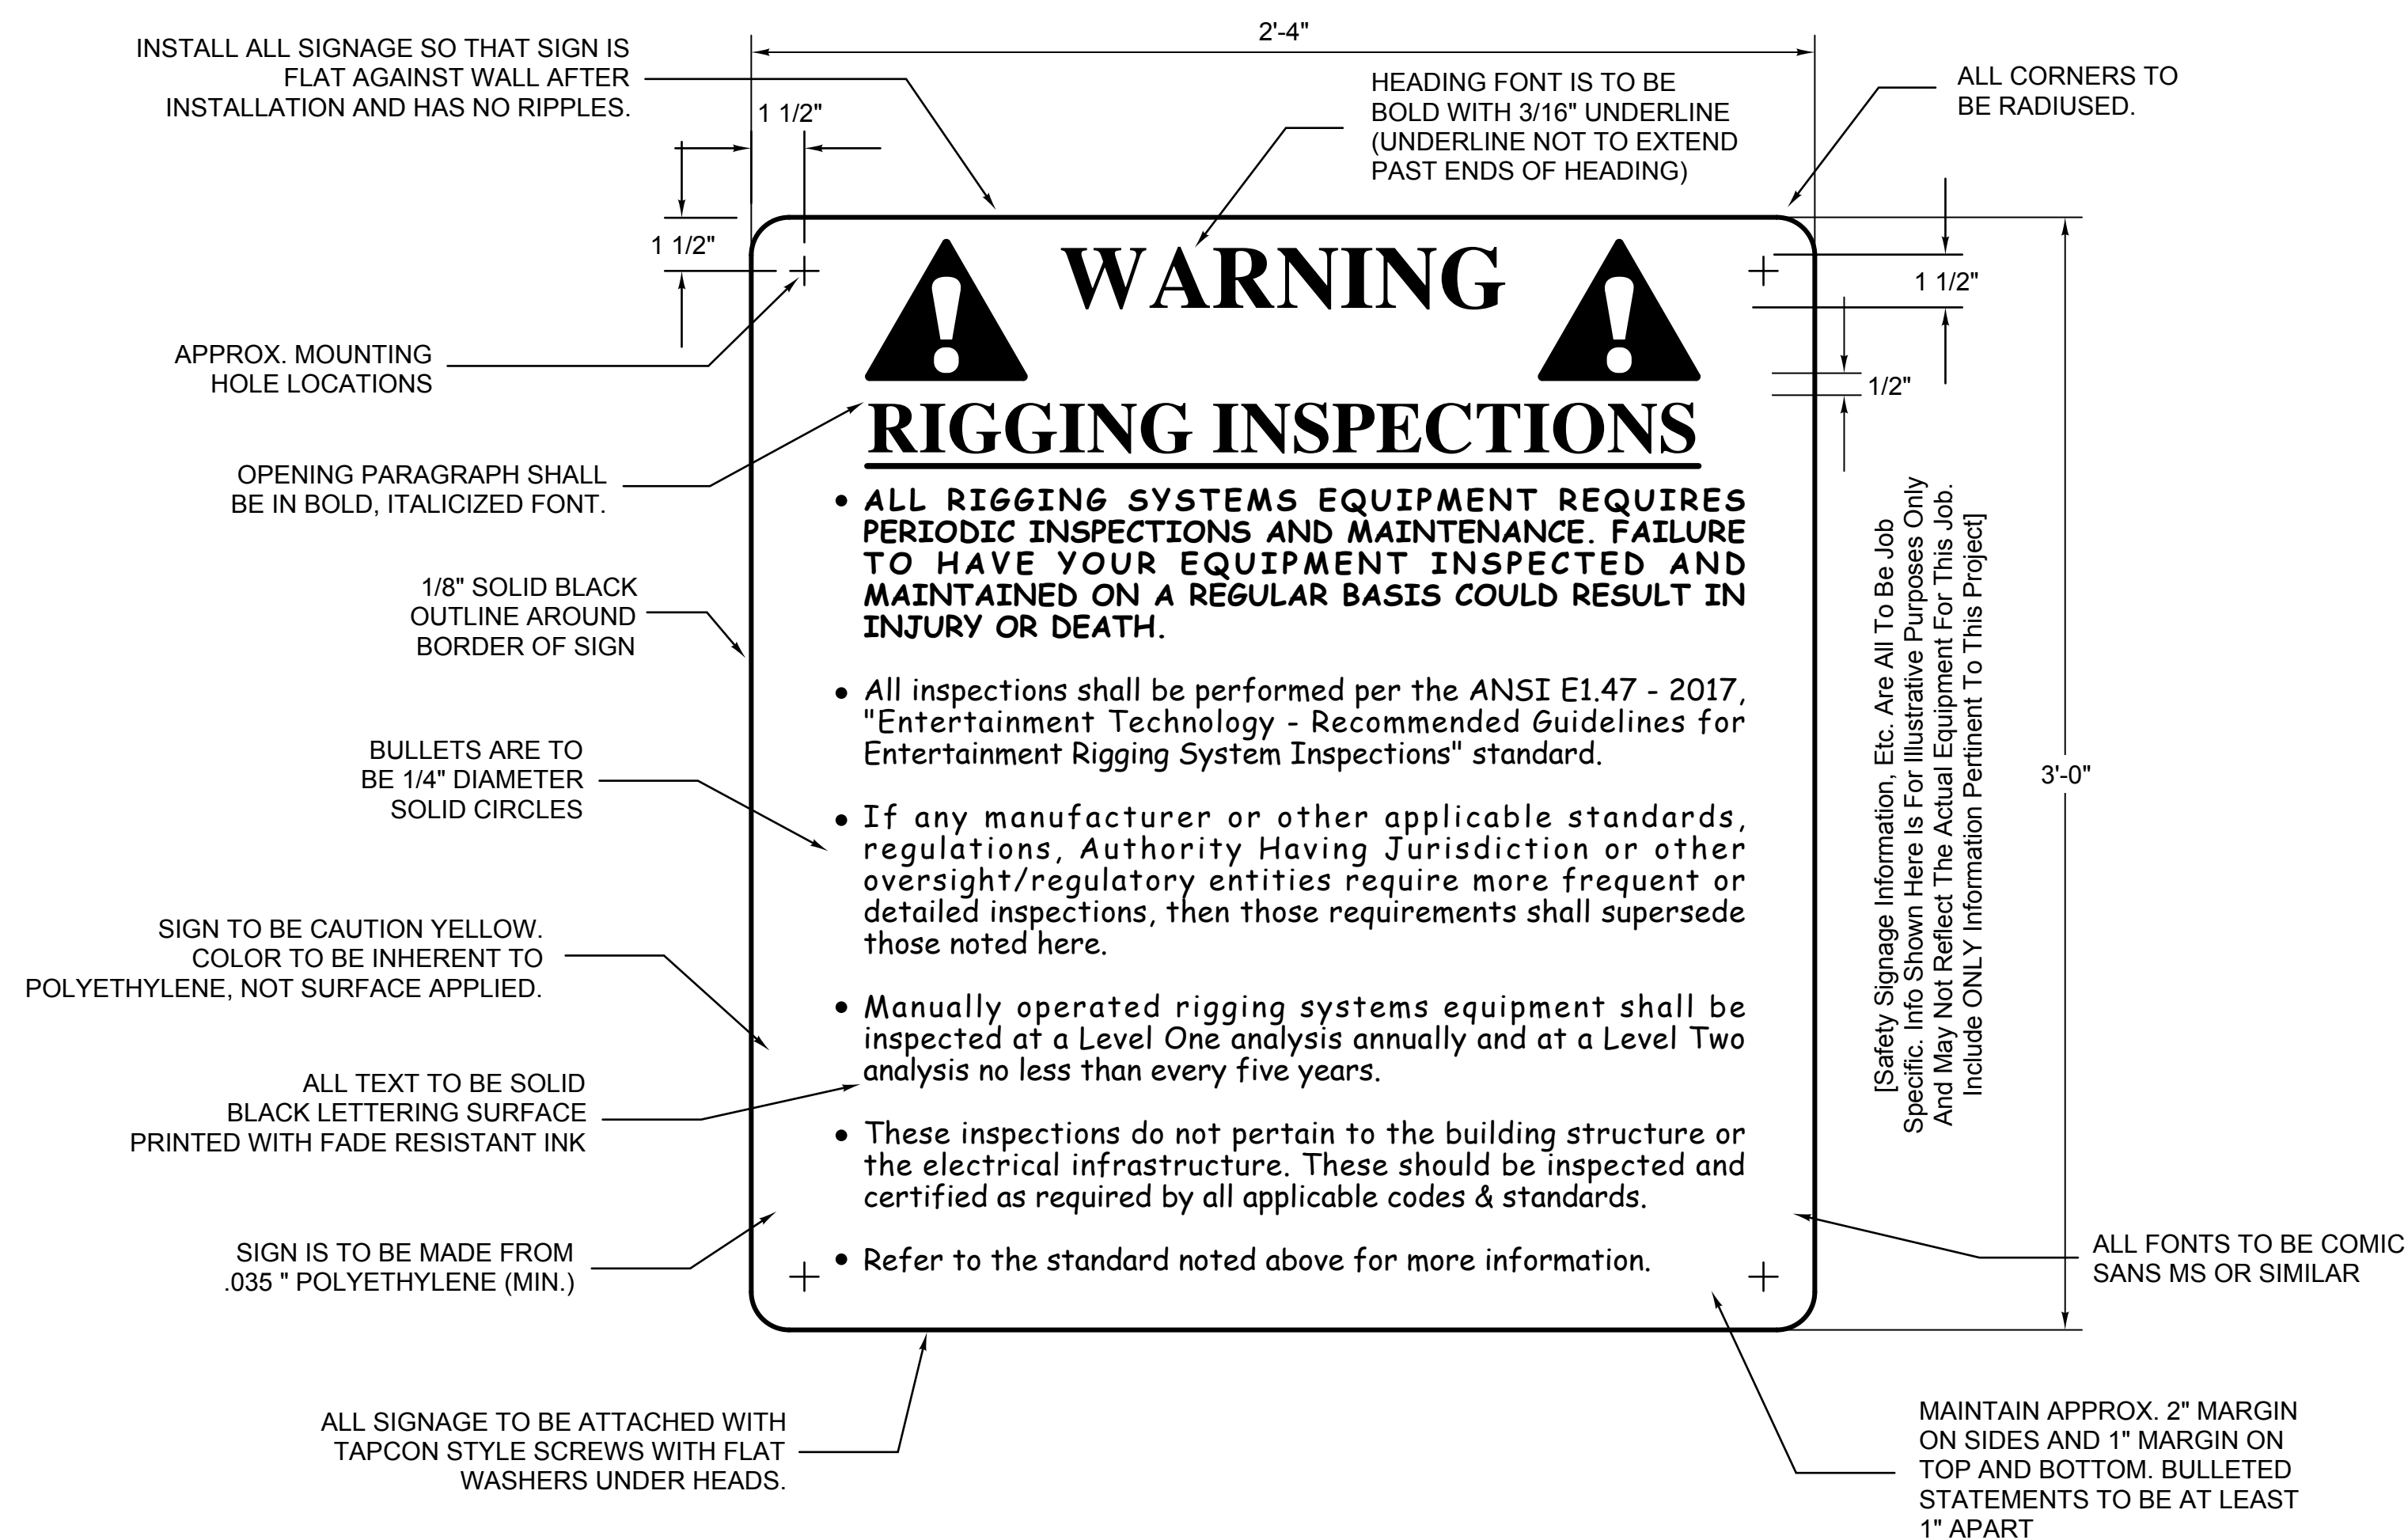 2'-4"
INSTALL ALL SIGNAGE SO THAT SIGN IS
FLAT AGAINST WALL AFTER
INSTALLATION AND HAS NO RIPPLES.
1 1/2"
HEADING FONT IS TO BE
BOLD WITH 3/16" UNDERLINE
(UNDERLINE NOT TO EXTEND
PAST ENDS OF HEADING)
ALL CORNERS TO
BE RADIUSED.
1 1/2"
APPROX. MOUNTING
HOLE LOCATIONS
OPENING PARAGRAPH SHALL
BE IN BOLD, ITALICIZED FONT.
1/8" SOLID BLACK
OUTLINE AROUND
BORDER OF SIGN
BULLETS ARE TO
BE 1/4" DIAMETER
SOLID CIRCLES
SIGN TO BE CAUTION YELLOW.
COLOR TO BE INHERENT TO
POLYETHYLENE, NOT SURFACE APPLIED.
ALL TEXT TO BE SOLID
BLACK LETTERING SURFACE
PRINTED WITH FADE RESISTANT INK
SIGN IS TO BE MADE FROM
.035 " POLYETHYLENE (MIN.)
ALL SIGNAGE TO BE ATTACHED WITH
TAPCON STYLE SCREWS WITH FLAT
WASHERS UNDER HEADS.
! WARNING !
RIGGING INSPECTIONS
• ALL RIGGING SYSTEMS EQUIPMENT REQUIRES
PERIODIC INSPECTIONS AND MAINTENANCE. FAILURE
TO HAVE YOUR EQUIPMENT INSPECTED AND
MAINTAINED ON A REGULAR BASIS COULD RESULT IN
INJURY OR DEATH.
• All inspections shall be performed per the ANSI E1.47 - 2017,
"Entertainment Technology - Recommended Guidelines for
Entertainment Rigging System Inspections" standard.
• If any manufacturer or other applicable standards,
regulations, Authority Having Jurisdiction or other
oversight/regulatory entities require more frequent or
detailed inspections, then those requirements shall supersede
those noted here.
• Manually operated rigging systems equipment shall be
inspected at a Level One analysis annually and at a Level Two
analysis no less than every five years.
• These inspections do not pertain to the building structure or
the electrical infrastructure. These should be inspected and
certified as required by all applicable codes & standards.
• Refer to the standard noted above for more information.
1 1/2"
1/2"
[Safety Signage Information, Etc. Are All To Be Job
Specific. Info Shown Here Is For Illustrative Purposes Only
And May Not Reflect The Actual Equipment For This Job.
Include ONLY Information Pertinent To This Project]
3'-0"
ALL FONTS TO BE COMIC
SANS MS OR SIMILAR
MAINTAIN APPROX. 2" MARGIN
ON SIDES AND 1" MARGIN ON
TOP AND BOTTOM. BULLETED
STATEMENTS TO BE AT LEAST
1" APART